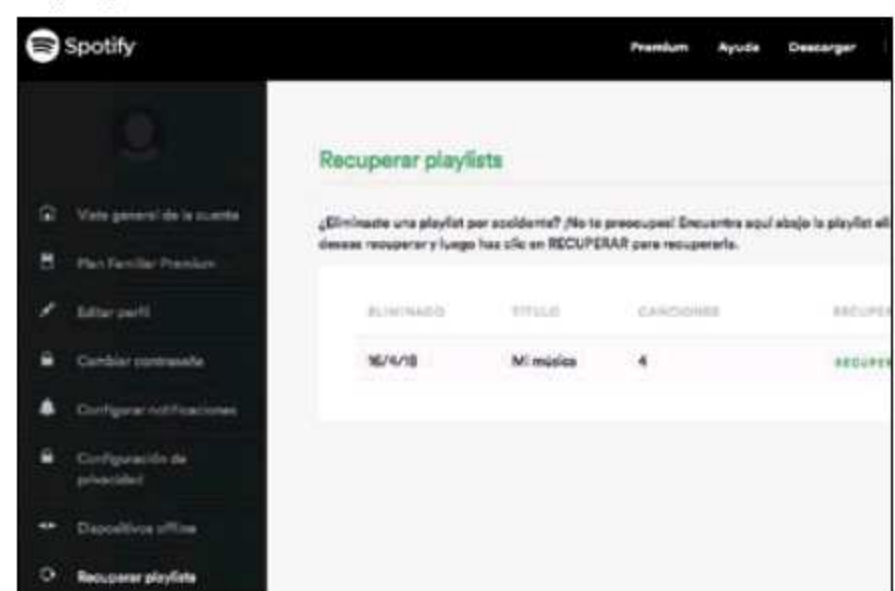 Spotify
Premium Ayuda Descargar
Recuperar playlists
¿Eliminaste una playlist por accidente? ¡No te preocupes! Encuentra aquí abajo la playlist
deseas recuperar y luego haz clic en RECUPERAR para recuperarla.
ELIMINADO TÍTULO CANCIONES
16/4/18 Mi música 4
Vista general de la cuenta
Plan Familiar Premium
Editar perfil
Cambiar contraseña
Configurar notificaciones
Configuración de
privacidad
Dispositivos offline
Recuperar playlists